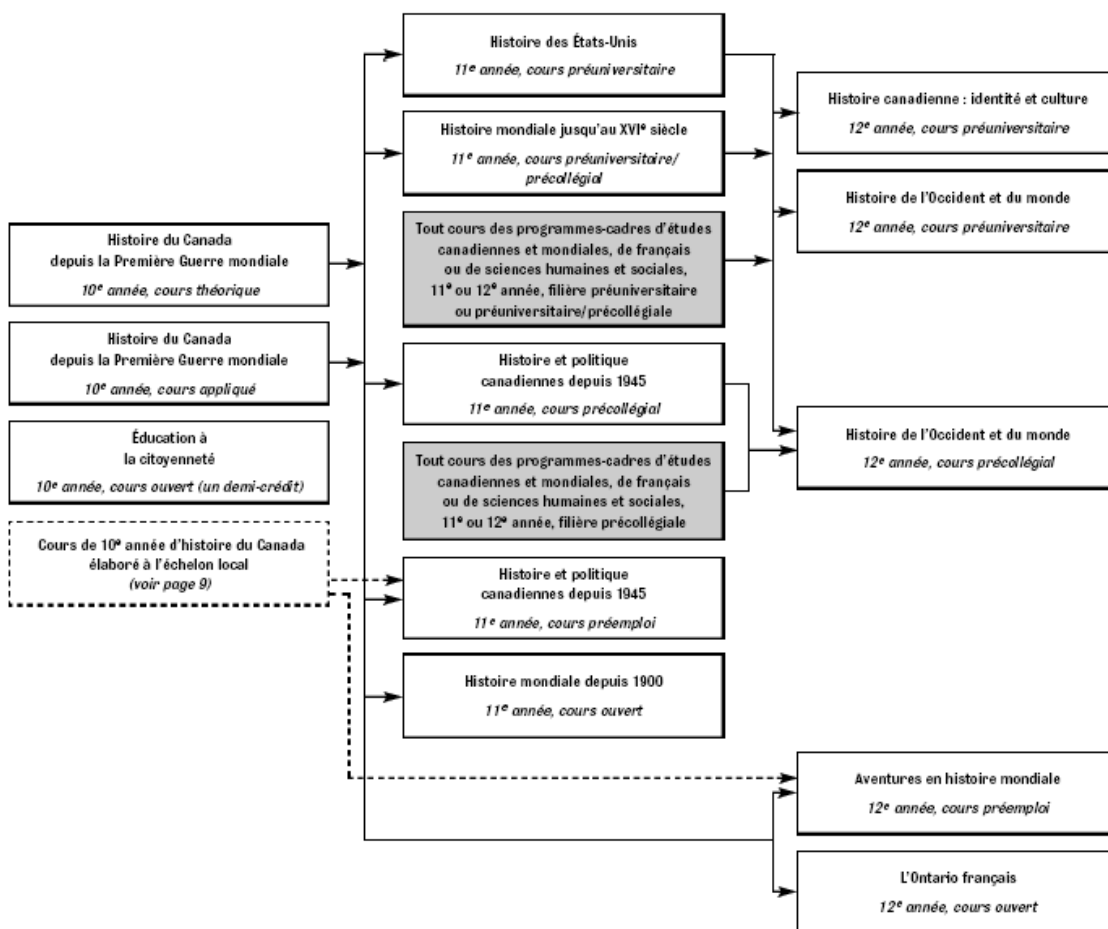 Histoire du Canada
depuis la Première Guerre mondiale
10e année, cours théorique
Histoire du Canada
depuis la Première Guerre mondiale
10e année, cours appliqué
Éducation à
la citoyenneté
10e année, cours ouvert (un demi-crédit)
Cours de 10e année d'histoire du Canada
élaboré à l'échelon local
(voir page 9)
Histoire des États-Unis
11e année, cours préuniversitaire
Histoire mondiale jusqu'au XVIe siècle
11e année, cours préuniversitaire/
précollégial
Tout cours des programmes-cadres d'études
canadiennes et mondiales, de français
ou de sciences humaines et sociales,
11e ou 12e année, filière préuniversitaire
ou préuniversitaire/précollégiale
Histoire et politique
canadiennes depuis 1945
11e année, cours précollégial
Tout cours des programmes-cadres d'études
canadiennes et mondiales, de français
ou de sciences humaines et sociales,
11e ou 12e année, filière précollégiale
Histoire et politique
canadiennes depuis 1945
11e année, cours préemploi
Histoire mondiale depuis 1900
11e année, cours ouvert
Histoire canadienne : identité et culture
12e année, cours préuniversitaire
Histoire de l'Occident et du monde
12e année, cours préuniversitaire
Histoire de l'Occident et du monde
12e année, cours précollégial
Aventures en histoire mondiale
12e année, cours préemploi
L'Ontario français
12e année, cours ouvert